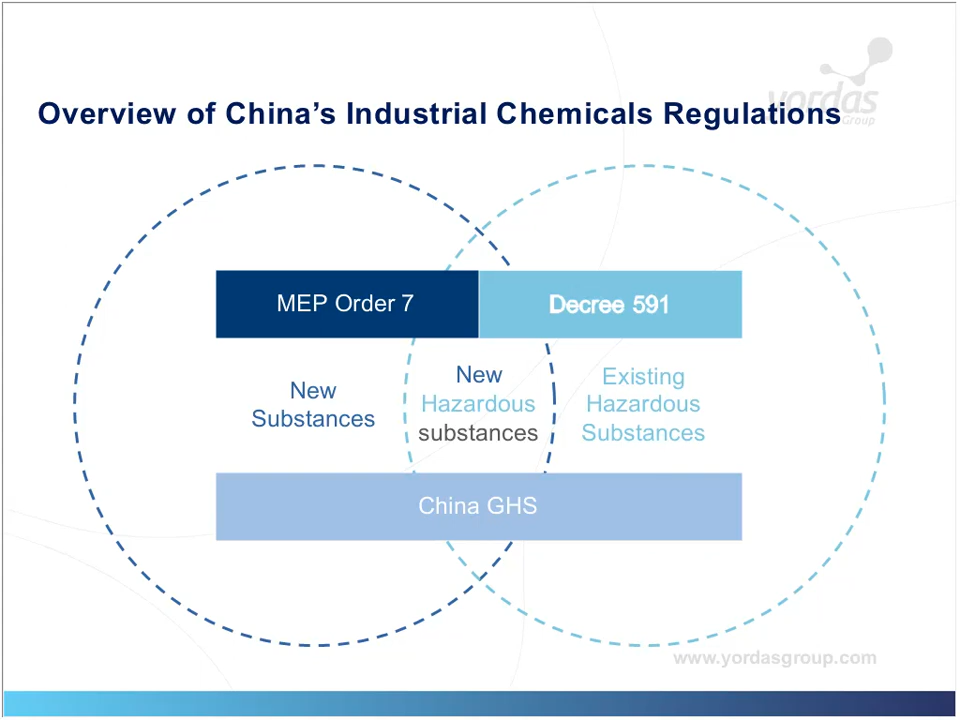 yordas
Group
Overview of China’s Industrial Chemicals Regulations
MEP Order 7
Decree 591
New
Substances
New
Hazardous
substances
Existing
Hazardous
Substances
China GHS
www.yordasgroup.com